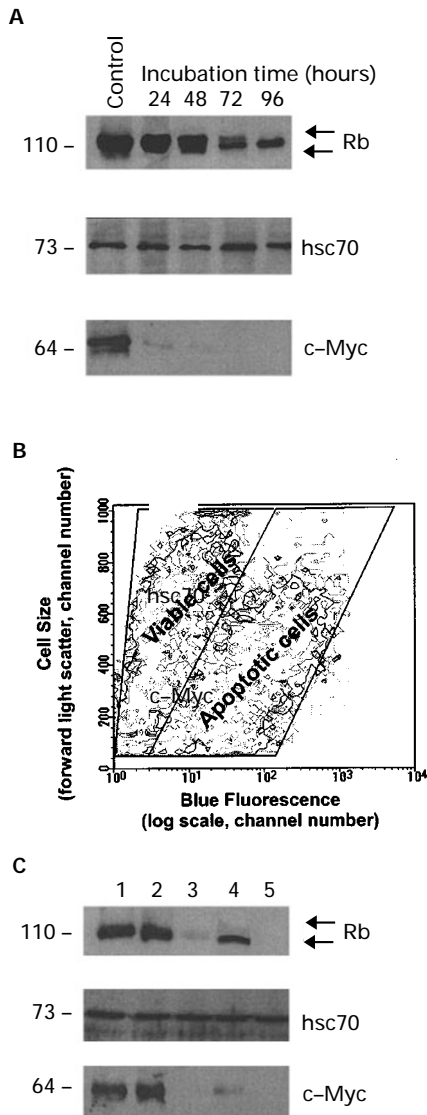 A
Control
Incubation time (hours)
24 48 72 96
110 – Rb
73 – hsc70
64 – c–Myc
B
Cell Size
(forward light scatter, channel number)
1000
800
600
400
200
0
hsc
Viable cells
c–Myc
Apoptotic cells
10⁰ 10¹ 10² 10³ 10⁴
Blue Fluorescence
(log scale, channel number)
C
1 2 3 4 5
110 – Rb
73 – hsc70
64 – c–Myc